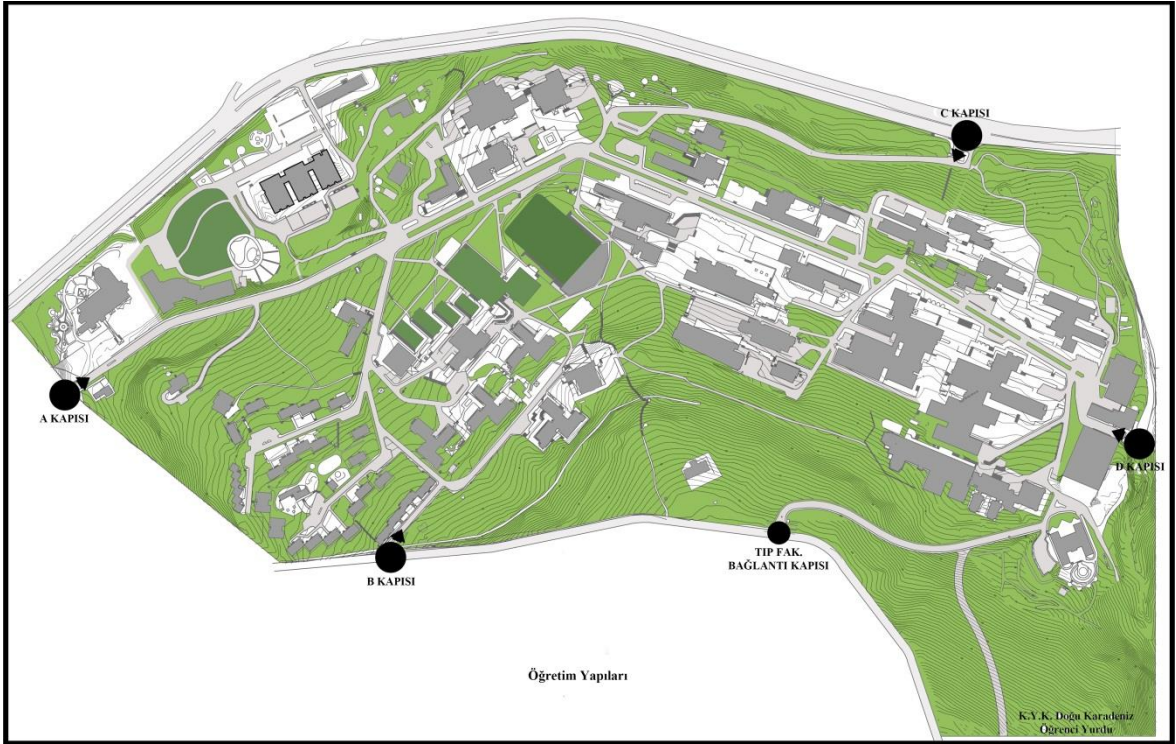 C KAPISI
A KAPISI
D KAPISI
B KAPISI
TIP FAK.
BAĞLANTI KAPISI
Öğretim Yapıları
K.Y.K. Doğu Karadeniz
Öğrenci Yurdu